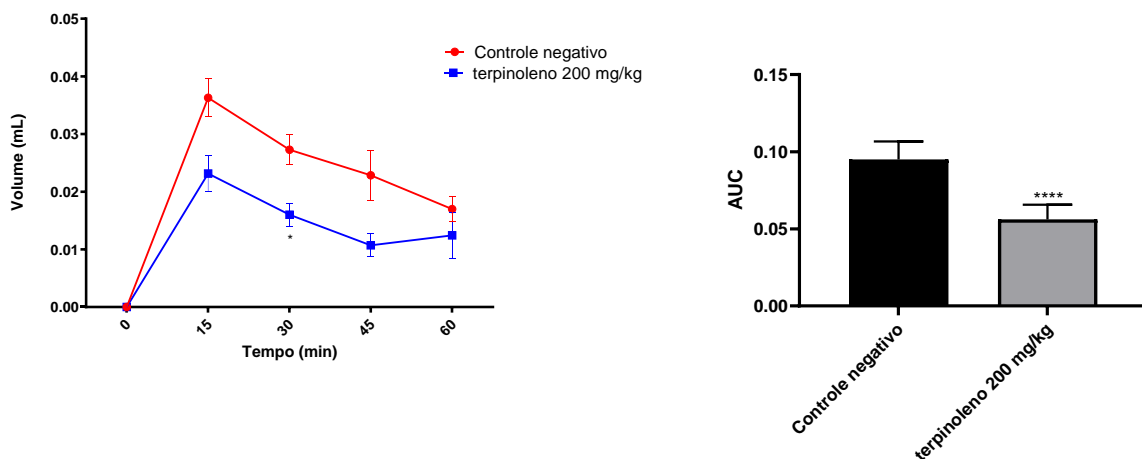 0.05
0.04
0.03
0.02
0.01
0.00
Volume (mL)
0
15
30
45
60
Tempo (min)
Controle negativo
terpinoleno 200 mg/kg
*
0.15
0.10
0.05
0.00
AUC
****
Controle negativo
terpinoleno 200 mg/kg